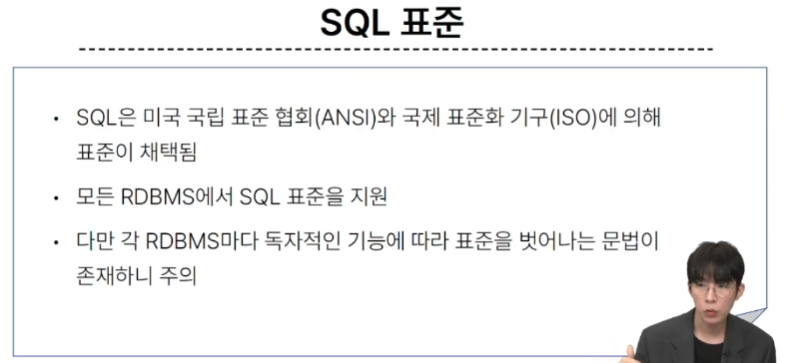 SQL 표준
• SQL은 미국 국립 표준 협회(ANSI)와 국제 표준화 기구(ISO)에 의해
표준이 채택됨
• 모든 RDBMS에서 SQL 표준을 지원
• 다만 각 RDBMS마다 독자적인 기능에 따라 표준을 벗어나는 문법이
존재하니 주의